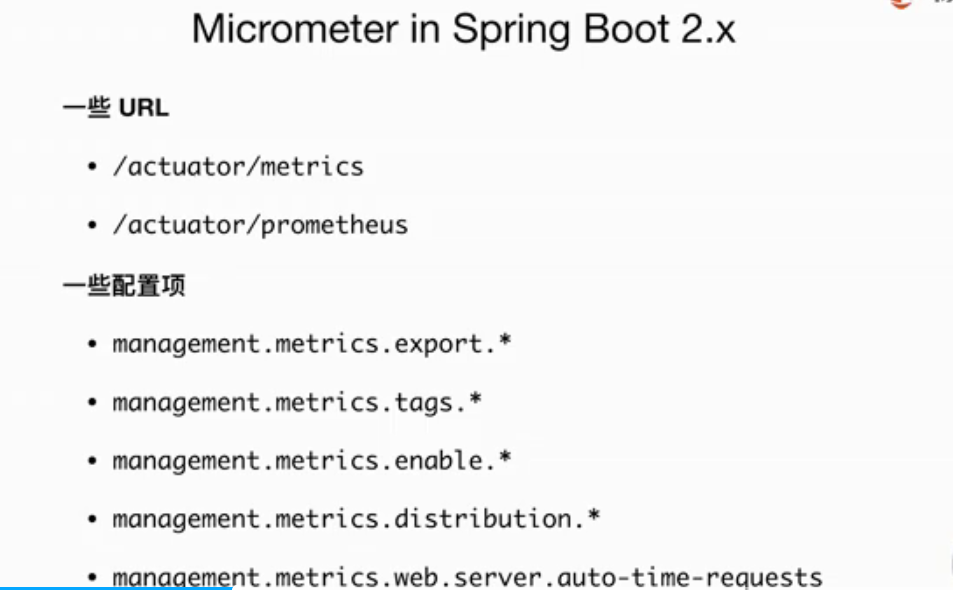 Micrometer in Spring Boot 2.x
一些 URL
• /actuator/metrics
• /actuator/prometheus
一些配置项
• management.metrics.export.*
• management.metrics.tags.*
• management.metrics.enable.*
• management.metrics.distribution.*
• management.metrics.web.server.auto-time-requests